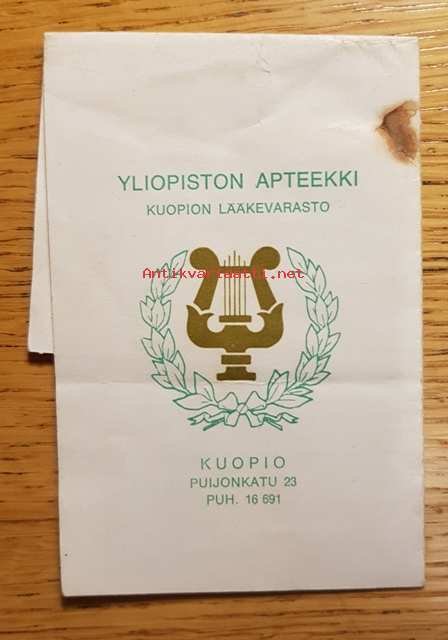 YLIOPISTON APTEEKKI
KUOPION LÄÄKEVARASTO
Antikvariaatti.net
KUOPIO
PUIJONKATU 23
PUH. 16 691